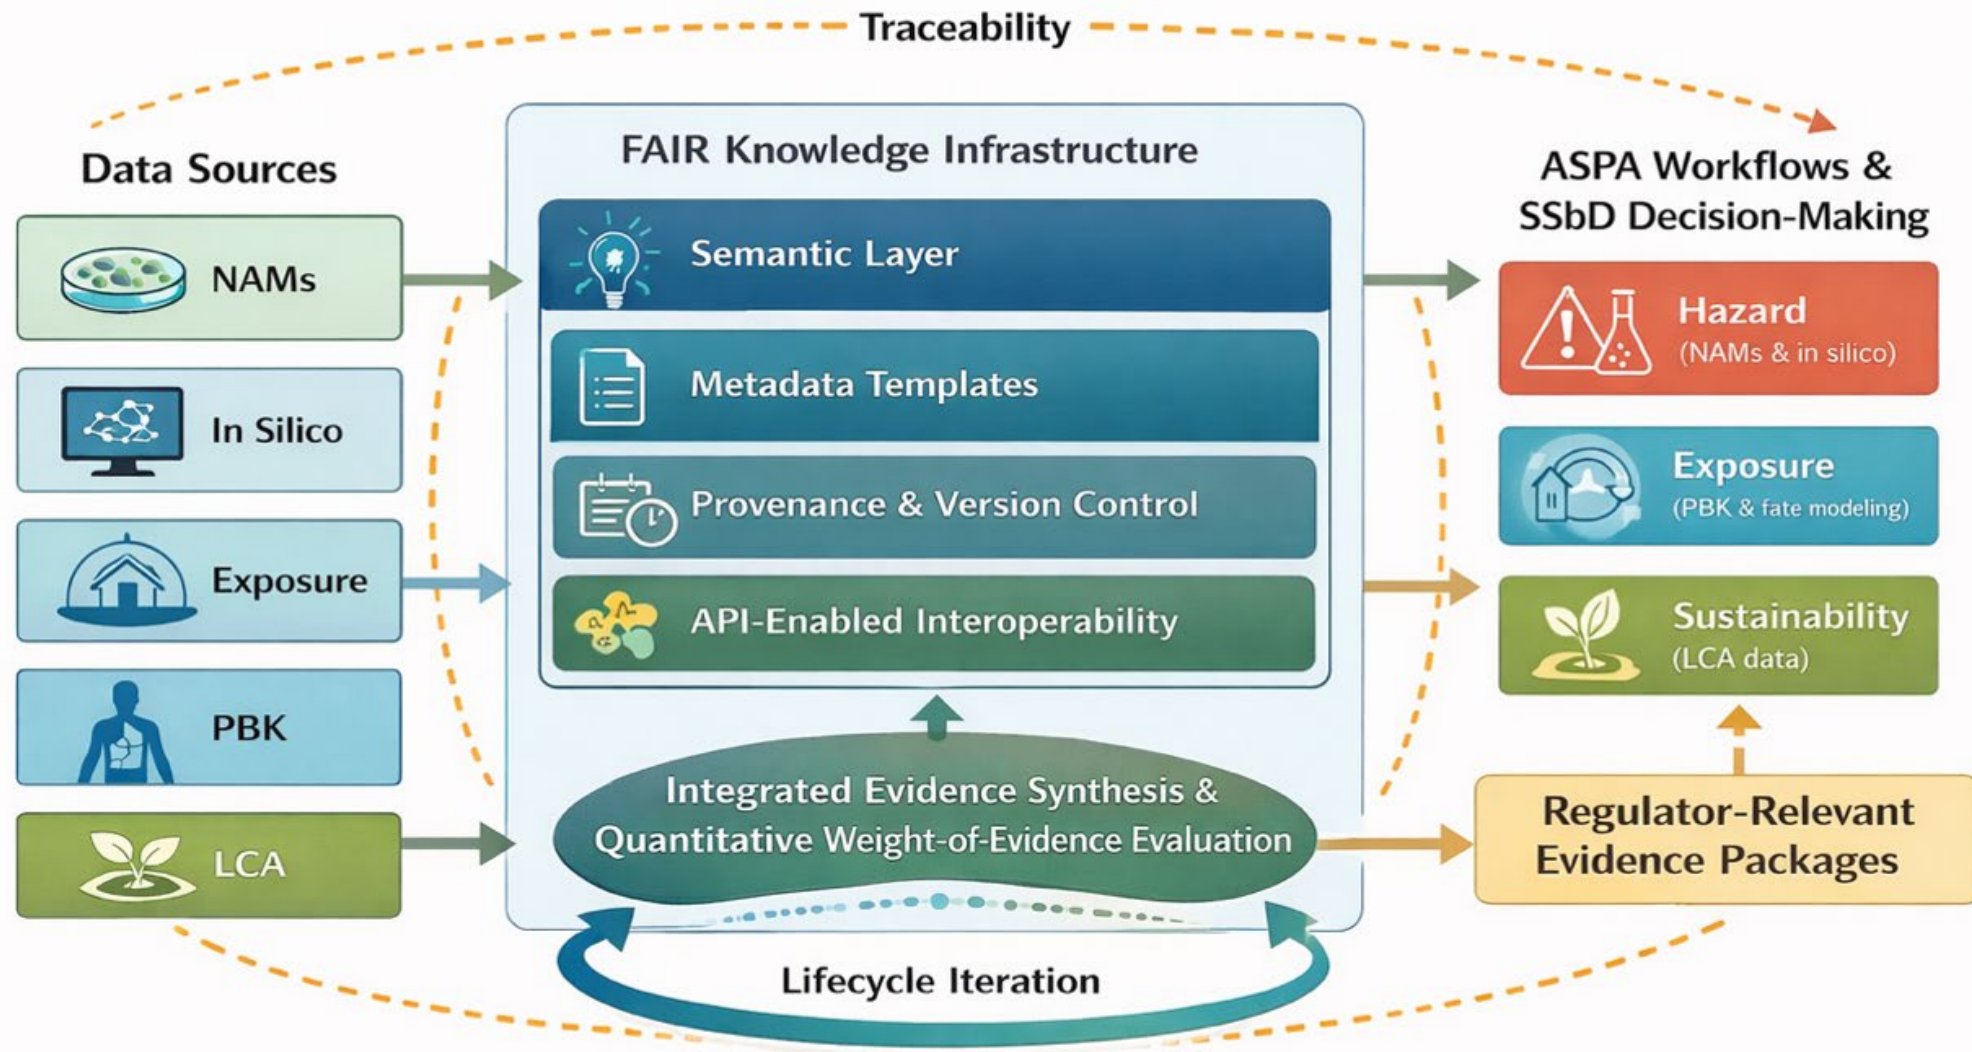 Traceability
Data Sources
NAMs
In Silico
Exposure
PBK
LCA
FAIR Knowledge Infrastructure
Semantic Layer
Metadata Templates
Provenance & Version Control
API-Enabled Interoperability
Integrated Evidence Synthesis &
Quantitative Weight-of-Evidence Evaluation
Lifecycle Iteration
ASPA Workflows &
SSbD Decision-Making
Hazard
(NAMs & in silico)
Exposure
(PBK & fate modeling)
Sustainability
(LCA data)
Regulator-Relevant
Evidence Packages